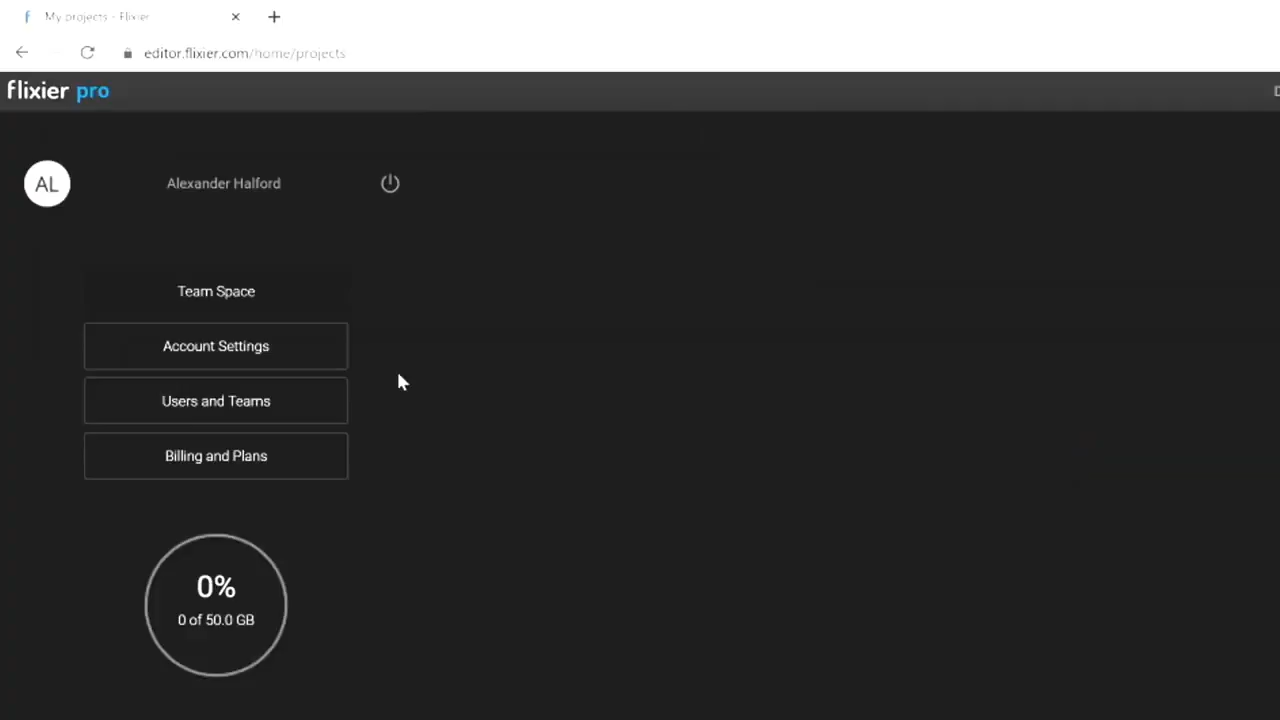 My projects - Flixier
editor.flixier.com/home/projects
flixier pro
AL
Alexander Halford
Team Space
Account Settings
Users and Teams
Billing and Plans
0%
0 of 50.0 GB